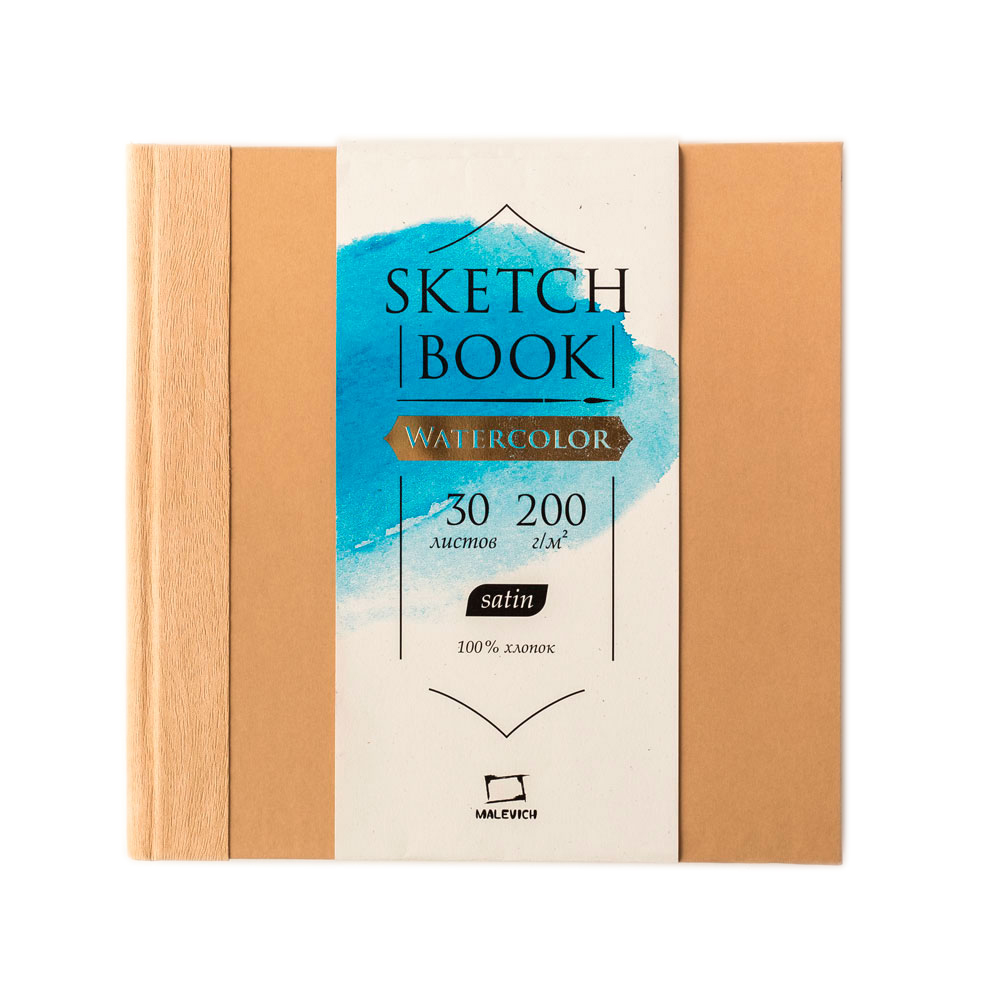 SKETCH
BOOK
WATERCOLOR
30 200
листов г/м²
satin
100% хлопок
MALEVICH